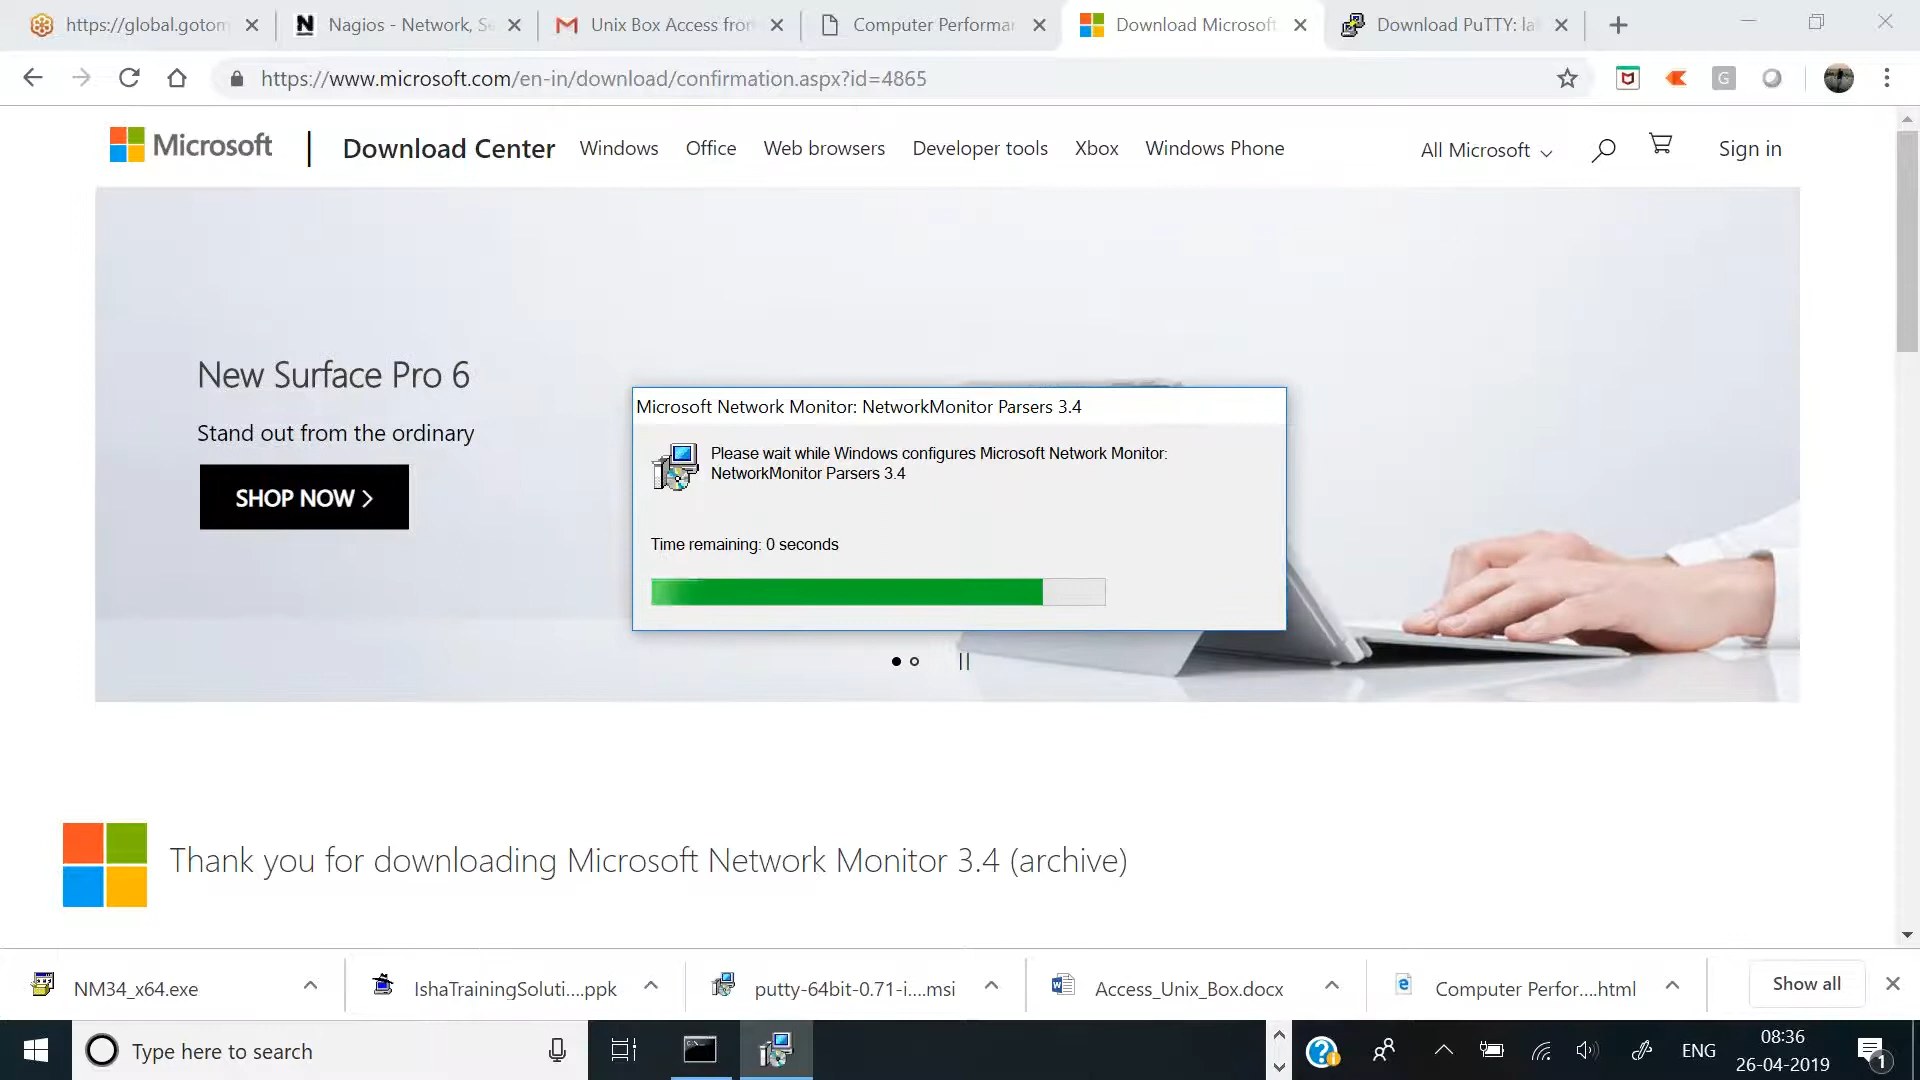 https://global.gotom
Nagios - Network, Se
Unix Box Access from
Computer Performan
Download Microsoft
Download PuTTY: la
https://www.microsoft.com/en-in/download/confirmation.aspx?id=4865
G
Microsoft
Download Center
Windows
Office
Web browsers
Developer tools
Xbox
Windows Phone
All Microsoft
Sign in
New Surface Pro 6
Stand out from the ordinary
SHOP NOW >
Microsoft Network Monitor: NetworkMonitor Parsers 3.4
Please wait while Windows configures Microsoft Network Monitor:
NetworkMonitor Parsers 3.4
Time remaining: 0 seconds
Thank you for downloading Microsoft Network Monitor 3.4 (archive)
NM34_x64.exe
IshaTrainingSoluti....ppk
putty-64bit-0.71-i....msi
Access_Unix_Box.docx
Computer Perfor....html
Show all
Type here to search
ENG
08:36
26-04-2019
1